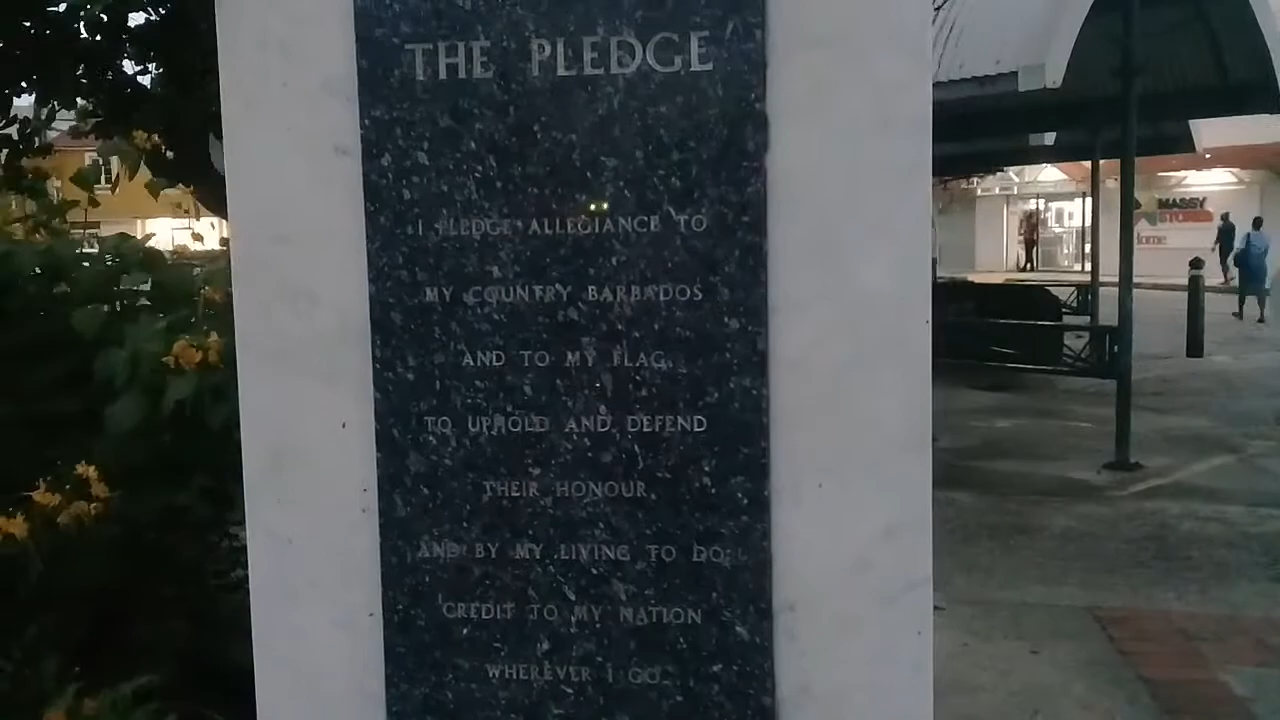 THE PLEDGE
I PLEDGE ALLEGIANCE TO
MY COUNTRY BARBADOS
AND TO MY FLAG
TO UPHOLD AND DEFEND
THEIR HONOUR
AND BY MY LIVING TO DO
CREDIT TO MY NATION
WHEREVER I GO
MASSY
STORES
Home